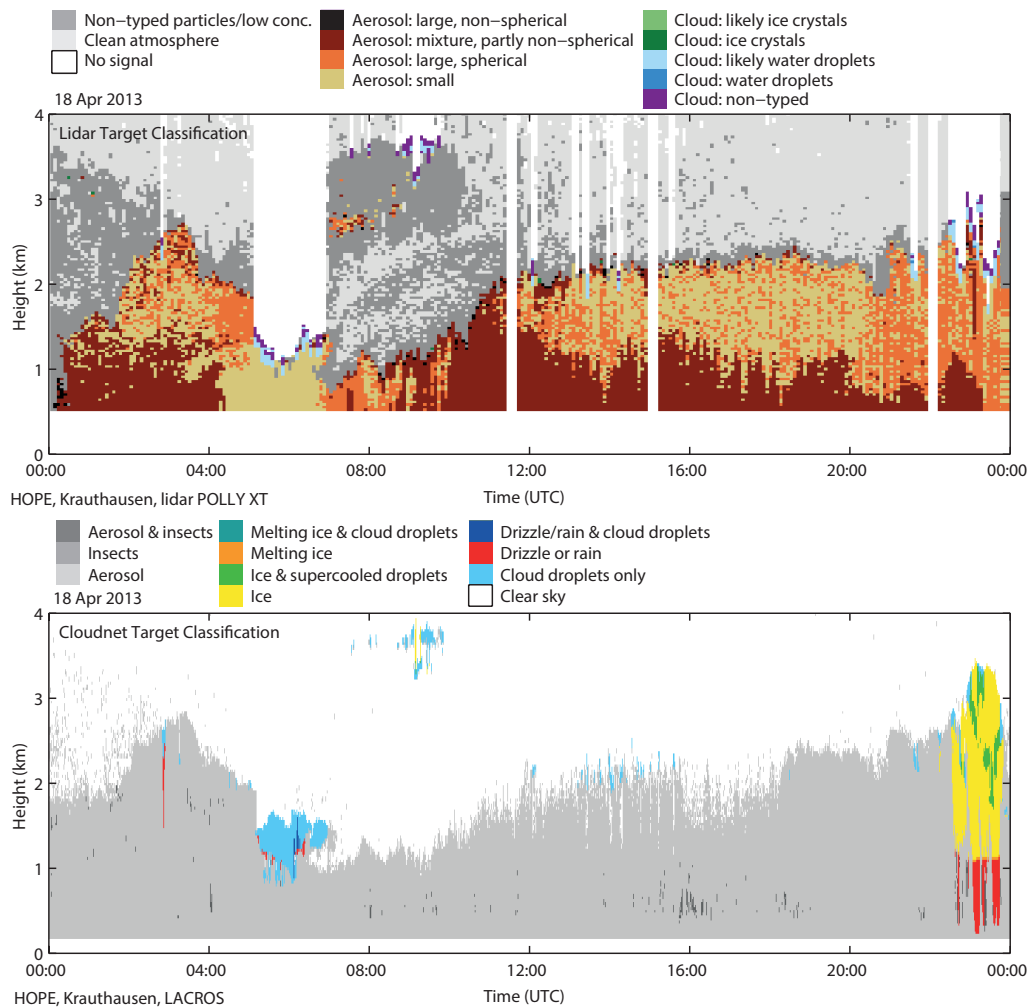 Non-typed particles/low conc.
Clean atmosphere
No signal
Aerosol: large, non-spherical
Aerosol: mixture, partly non-spherical
Aerosol: large, spherical
Aerosol: small
Cloud: likely ice crystals
Cloud: ice crystals
Cloud: likely water droplets
Cloud: water droplets
Cloud: non-typed
18 Apr 2013
Lidar Target Classification
Height (km)
4
3
2
1
0
00:00 04:00 08:00 12:00 16:00 20:00 00:00
Time (UTC)
HOPE, Krauthausen, lidar POLLY XT
Aerosol & insects
Insects
Aerosol
Melting ice & cloud droplets
Melting ice
Ice & supercooled droplets
Ice
Drizzle/rain & cloud droplets
Drizzle or rain
Cloud droplets only
Clear sky
18 Apr 2013
Cloudnet Target Classification
Height (km)
4
3
2
1
0
00:00 04:00 08:00 12:00 16:00 20:00 00:00
Time (UTC)
HOPE, Krauthausen, LACROS